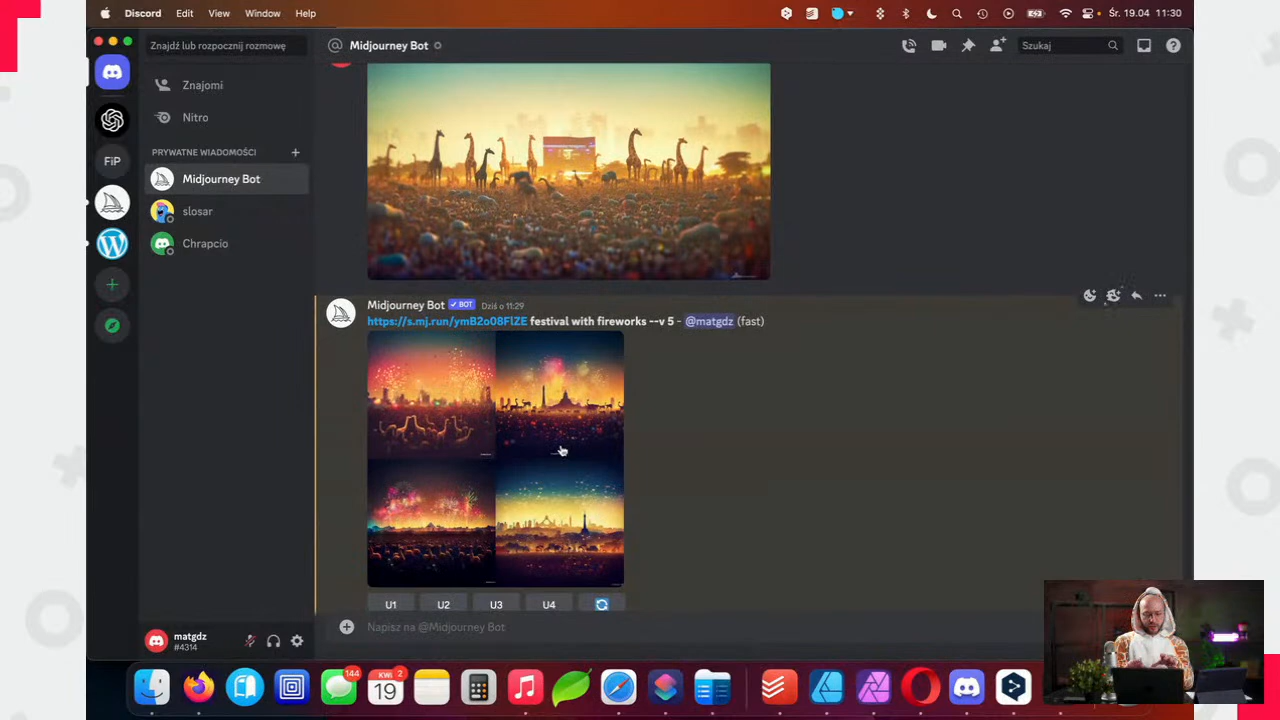 Discord Edit View Window Help Śr. 19.04 11:30
Znajdź lub rozpocznij rozmowę
Midjourney Bot
Szukaj
Znajomi
Nitro
PRYWATNE WIADOMOŚCI
Midjourney Bot
slosar
Chrapcio
FiP
Midjourney Bot BOT Dziś o 11:29
https://s.mj.run/ymB2o08FlZE festival with fireworks --v 5 - @matgdz (fast)
U1 U2 U3 U4
Napisz na @Midjourney Bot
matgdz
#4314
144
KWI 2
19